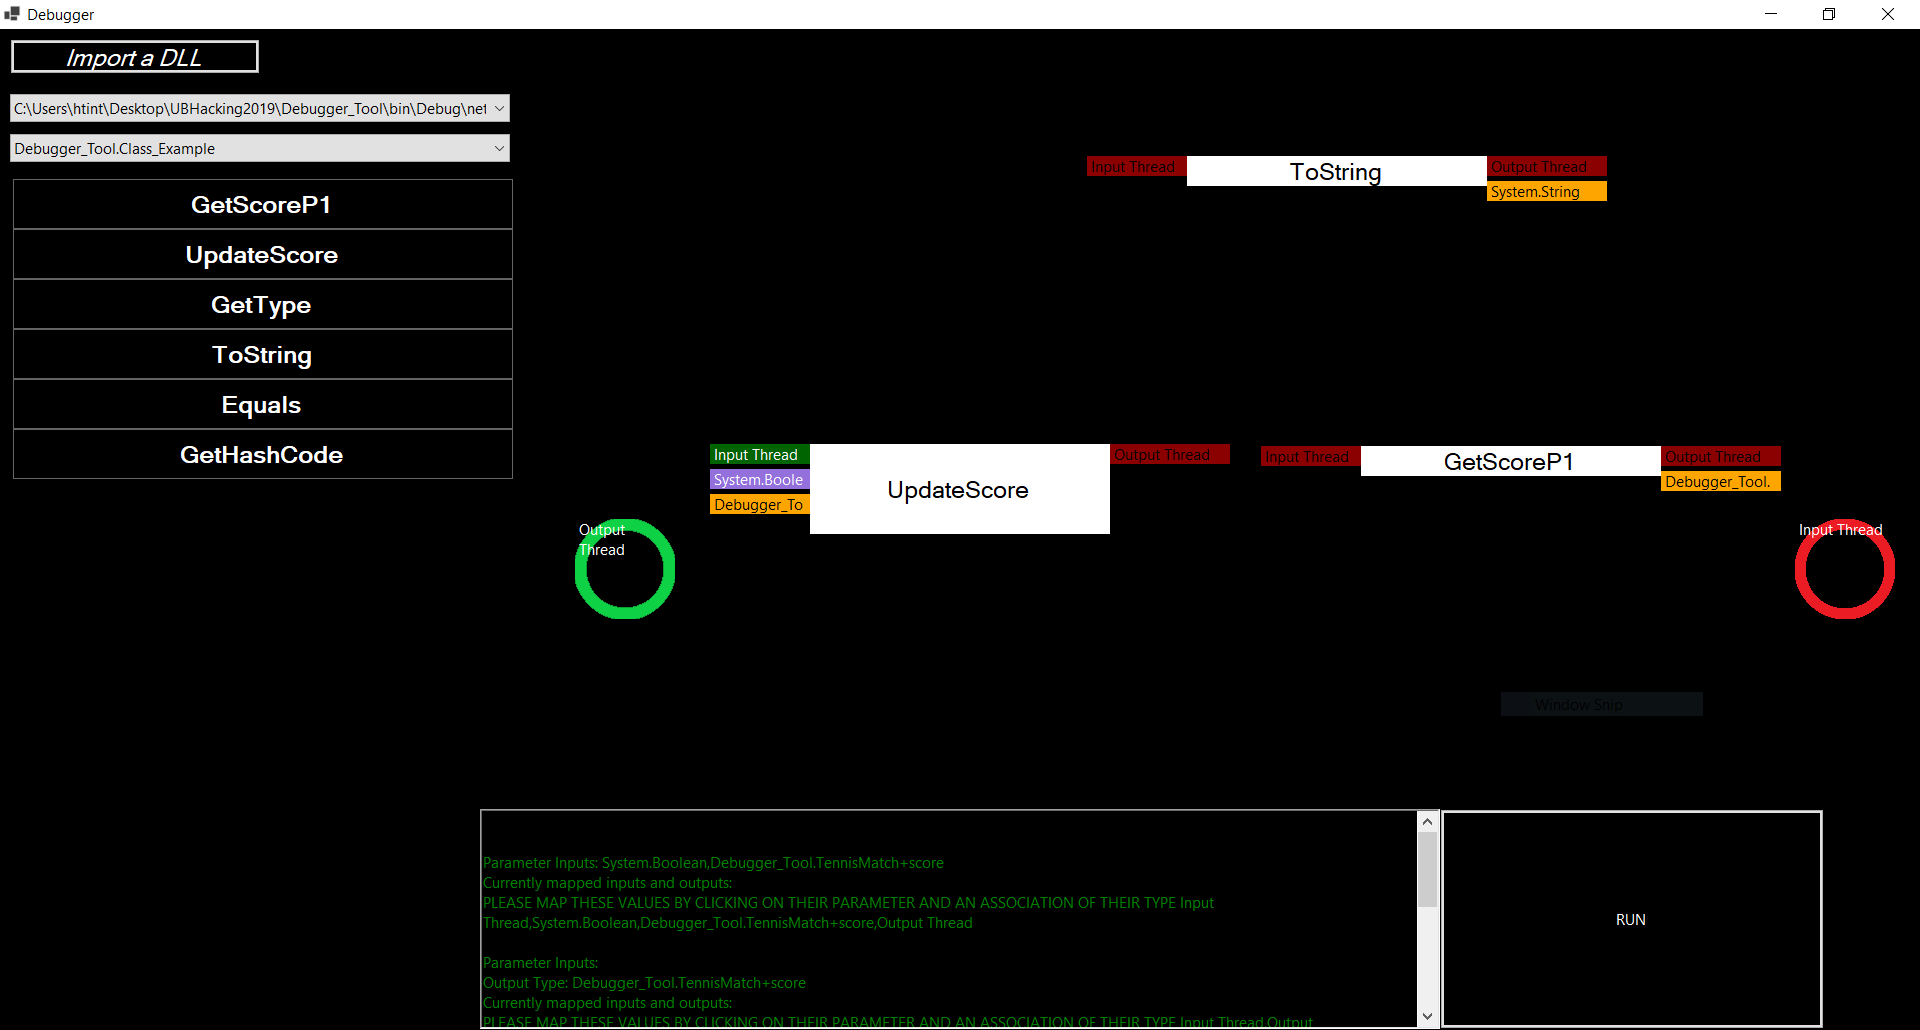 Debugger
Import a DLL
C:\Users\htint\Desktop\UBHacking2019\Debugger_Tool\bin\Debug\net
Debugger_Tool.Class_Example
GetScoreP1
UpdateScore
GetType
ToString
Equals
GetHashCode
Input Thread
ToString
Output Thread
System.String
Input Thread
System.Boole
Debugger_To
UpdateScore
Output Thread
Input Thread
GetScoreP1
Output Thread
Debugger_Tool.
Output
Thread
Input Thread
Window Snip
Parameter Inputs: System.Boolean,Debugger_Tool.TennisMatch+score
Currently mapped inputs and outputs:
PLEASE MAP THESE VALUES BY CLICKING ON THEIR PARAMETER AND AN ASSOCIATION OF THEIR TYPE Input
Thread,System.Boolean,Debugger_Tool.TennisMatch+score,Output Thread
Parameter Inputs:
Output Type: Debugger_Tool.TennisMatch+score
Currently mapped inputs and outputs:
PLEASE MAP THESE VALUES BY CLICKING ON THEIR PARAMETER AND AN ASSOCIATION OF THEIR TYPE Input Thread,Output
RUN